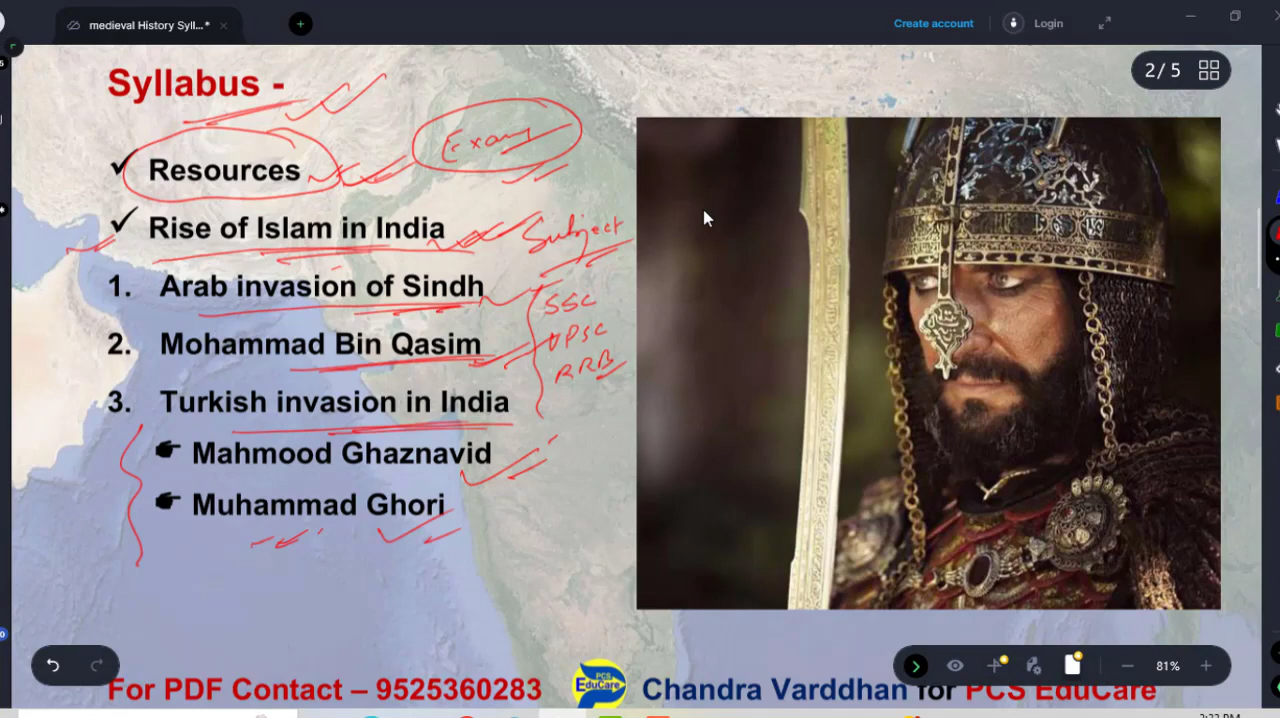 medieval History Syll...*
Create account
Login
2/5
Syllabus -
✓ Resources
Exam
✓ Rise of Islam in India
Subject
1. Arab invasion of Sindh
SSC
2. Mohammad Bin Qasim
UPSC
RRB
3. Turkish invasion in India
Mahmood Ghaznavid
Muhammad Ghori
81%
For PDF Contact – 9525360283
PCS
EduCare
Chandra Varddhan for PCS EduCare